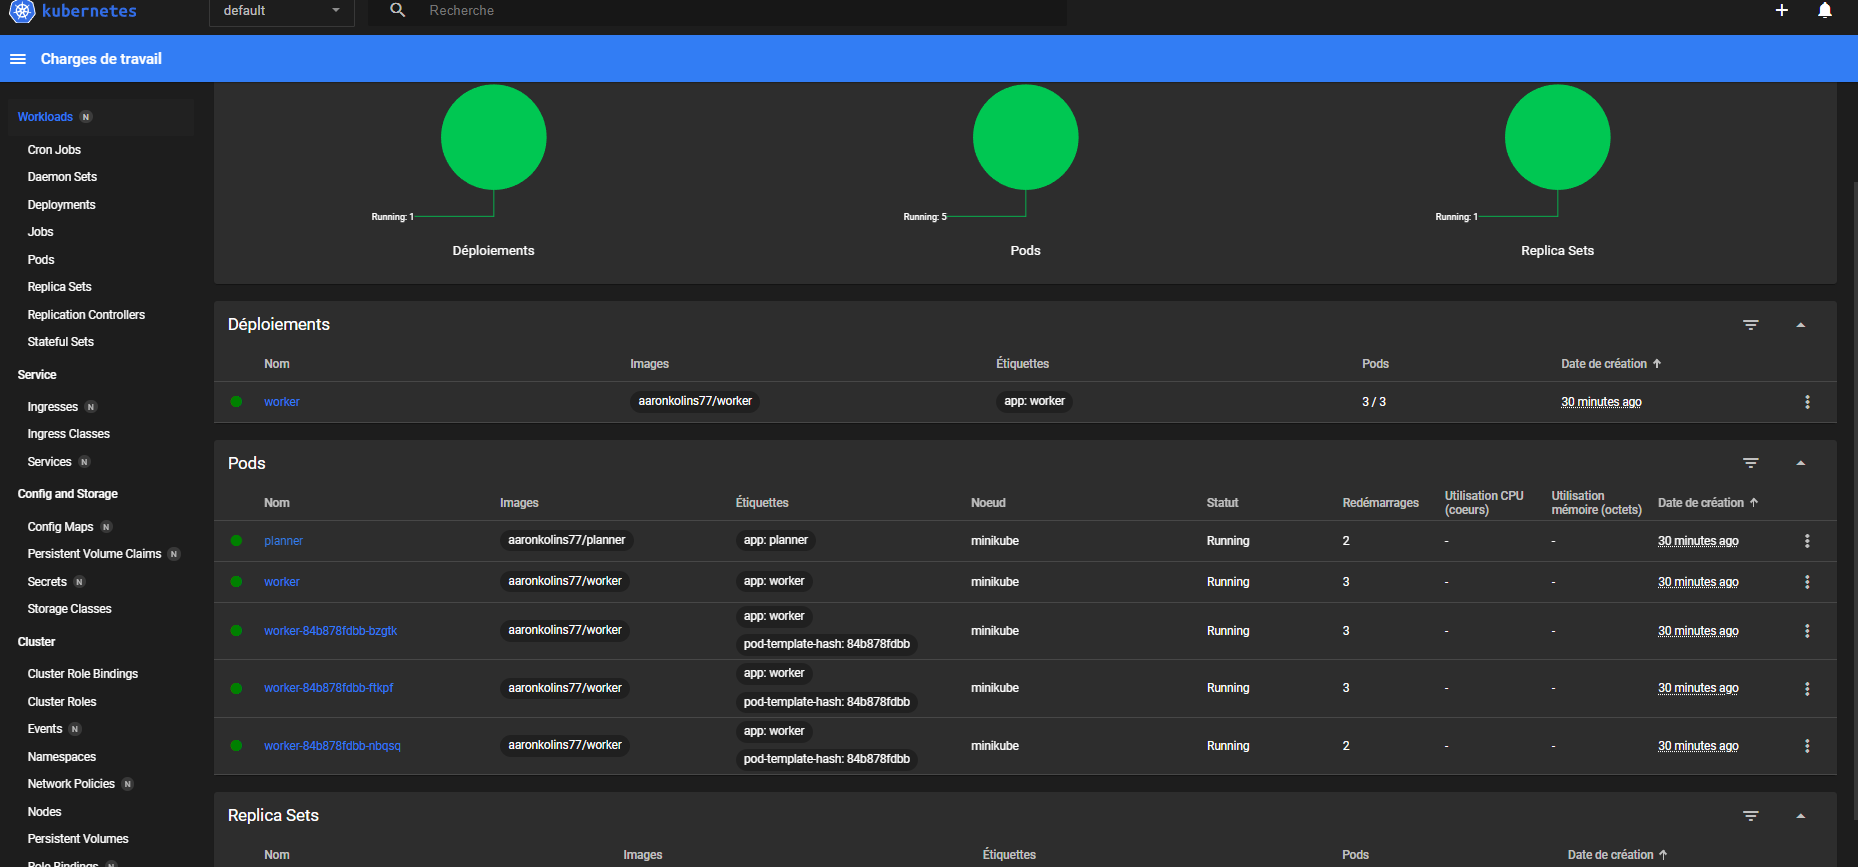 kubernetes
default
Recherche
Charges de travail
Workloads N
Cron Jobs
Daemon Sets
Deployments
Jobs
Pods
Replica Sets
Replication Controllers
Stateful Sets
Service
Ingresses N
Ingress Classes
Services N
Config and Storage
Config Maps N
Persistent Volume Claims N
Secrets N
Storage Classes
Cluster
Cluster Role Bindings
Cluster Roles
Events N
Namespaces
Network Policies N
Nodes
Persistent Volumes
Role Bindings N
Running: 1
Déploiements
Running: 5
Pods
Running: 1
Replica Sets
Déploiements
Nom Images Étiquettes Pods Date de création
worker aaronkolins77/worker app: worker 3 / 3 30 minutes ago
Pods
Nom Images Étiquettes Noeud Statut Redémarrages Utilisation CPU (coeurs) Utilisation mémoire (octets) Date de création
planner aaronkolins77/planner app: planner minikube Running 2 - - 30 minutes ago
worker aaronkolins77/worker app: worker minikube Running 3 - - 30 minutes ago
worker-84b878fdbb-bzgtk aaronkolins77/worker app: worker pod-template-hash: 84b878fdbb minikube Running 3 - - 30 minutes ago
worker-84b878fdbb-ftkpf aaronkolins77/worker app: worker pod-template-hash: 84b878fdbb minikube Running 3 - - 30 minutes ago
worker-84b878fdbb-nbqsq aaronkolins77/worker app: worker pod-template-hash: 84b878fdbb minikube Running 2 - - 30 minutes ago
Replica Sets
Nom Images Étiquettes Pods Date de création